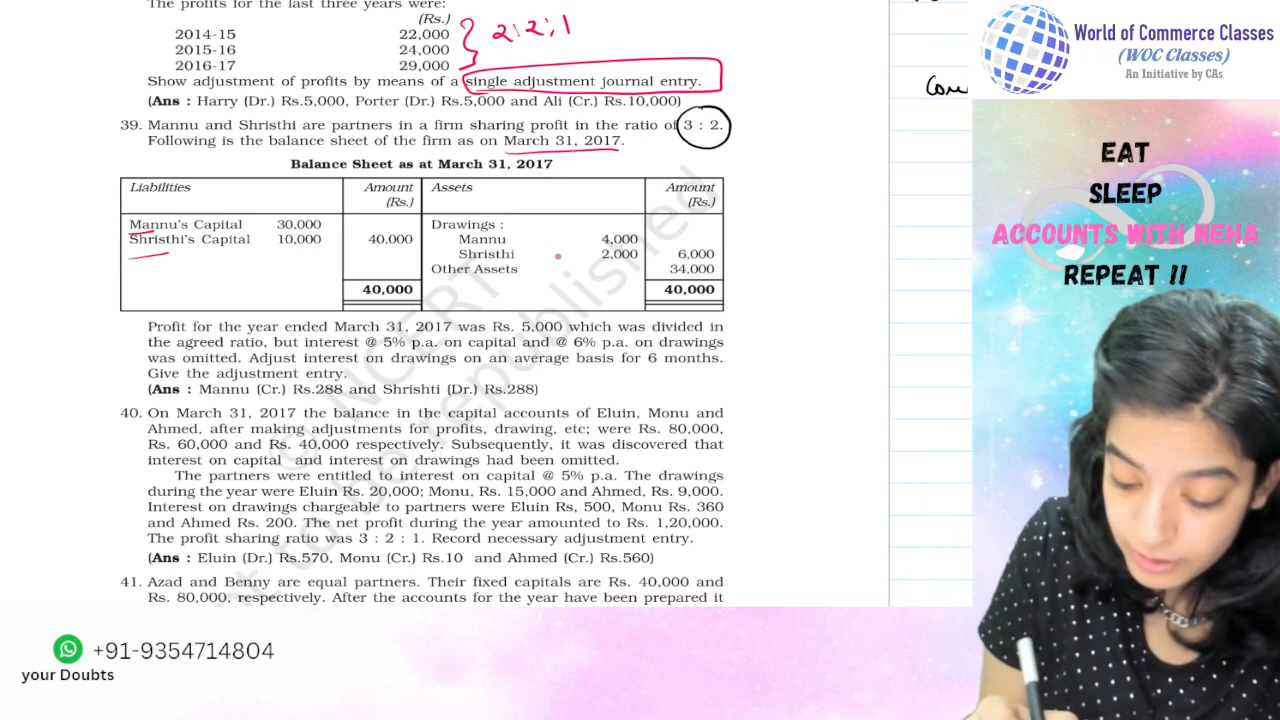 The profits for the last three years were:
(Rs.)
2014-15 22,000
2015-16 24,000
2016-17 29,000
2:2:1
Show adjustment of profits by means of a single adjustment journal entry.
(Ans : Harry (Dr.) Rs.5,000, Porter (Dr.) Rs.5,000 and Ali (Cr.) Rs.10,000)
39. Mannu and Shristhi are partners in a firm sharing profit in the ratio of 3 : 2.
Following is the balance sheet of the firm as on March 31, 2017.
Balance Sheet as at March 31, 2017
Liabilities Amount Assets Amount
(Rs.) (Rs.)
Mannu's Capital 30,000 Drawings :
Shristhi's Capital 10,000 40,000 Mannu 4,000
Shristhi 2,000 6,000
Other Assets 34,000
40,000 40,000
Profit for the year ended March 31, 2017 was Rs. 5,000 which was divided in
the agreed ratio, but interest @ 5% p.a. on capital and @ 6% p.a. on drawings
was omitted. Adjust interest on drawings on an average basis for 6 months.
Give the adjustment entry.
(Ans : Mannu (Cr.) Rs.288 and Shrishti (Dr.) Rs.288)
40. On March 31, 2017 the balance in the capital accounts of Eluin, Monu and
Ahmed, after making adjustments for profits, drawing, etc; were Rs. 80,000,
Rs. 60,000 and Rs. 40,000 respectively. Subsequently, it was discovered that
interest on capital and interest on drawings had been omitted.
The partners were entitled to interest on capital @ 5% p.a. The drawings
during the year were Eluin Rs. 20,000; Monu, Rs. 15,000 and Ahmed, Rs. 9,000.
Interest on drawings chargeable to partners were Eluin Rs, 500, Monu Rs. 360
and Ahmed Rs. 200. The net profit during the year amounted to Rs. 1,20,000.
The profit sharing ratio was 3 : 2 : 1. Record necessary adjustment entry.
(Ans : Eluin (Dr.) Rs.570, Monu (Cr.) Rs.10 and Ahmed (Cr.) Rs.560)
41. Azad and Benny are equal partners. Their fixed capitals are Rs. 40,000 and
Rs. 80,000, respectively. After the accounts for the year have been prepared it
© NCERT
not to be republished
World of Commerce Classes
(WOC Classes)
An Initiative by CAs
EAT
SLEEP
ACCOUNTS WITH NEHA
REPEAT !!
+91-9354714804
your Doubts